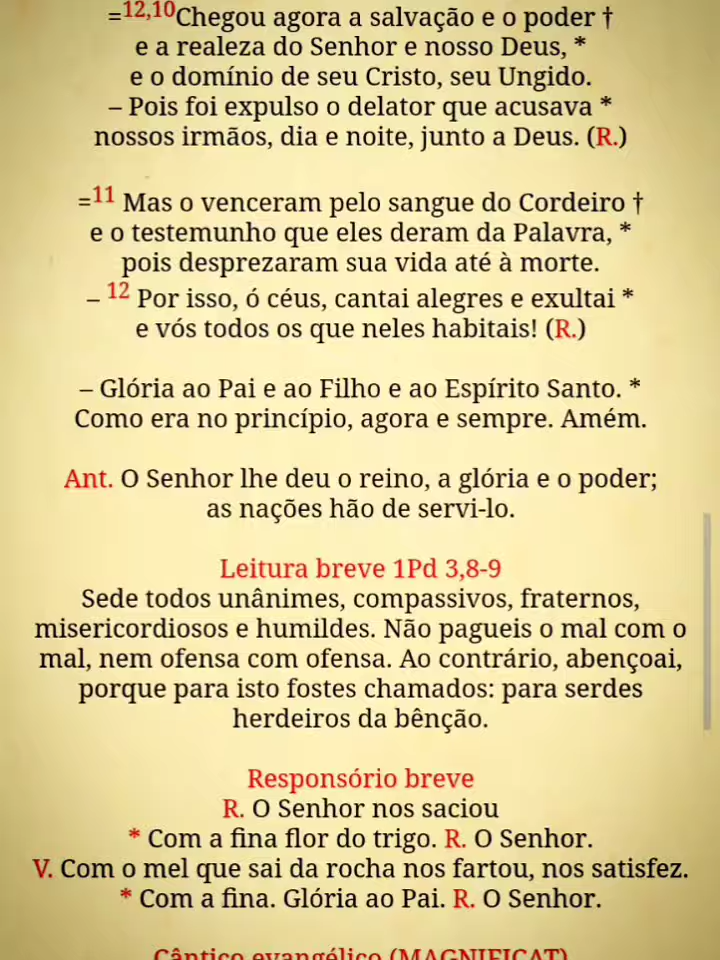 =12,10Chegou agora a salvação e o poder †
e a realeza do Senhor e nosso Deus, *
e o domínio de seu Cristo, seu Ungido.
– Pois foi expulso o delator que acusava *
nossos irmãos, dia e noite, junto a Deus. (R.)
=11 Mas o venceram pelo sangue do Cordeiro †
e o testemunho que eles deram da Palavra, *
pois desprezaram sua vida até à morte.
– 12 Por isso, ó céus, cantai alegres e exultai *
e vós todos os que neles habitais! (R.)
– Glória ao Pai e ao Filho e ao Espírito Santo. *
Como era no princípio, agora e sempre. Amém.
Ant. O Senhor lhe deu o reino, a glória e o poder;
as nações hão de servi-lo.
Leitura breve 1Pd 3,8-9
Sede todos unânimes, compassivos, fraternos,
misericordiosos e humildes. Não pagueis o mal com o
mal, nem ofensa com ofensa. Ao contrário, abençoai,
porque para isto fostes chamados: para serdes
herdeiros da bênção.
Responsório breve
R. O Senhor nos saciou
* Com a fina flor do trigo. R. O Senhor.
V. Com o mel que sai da rocha nos fartou, nos satisfez.
* Com a fina. Glória ao Pai. R. O Senhor.
Cântico evangélico (MAGNIFICAT)